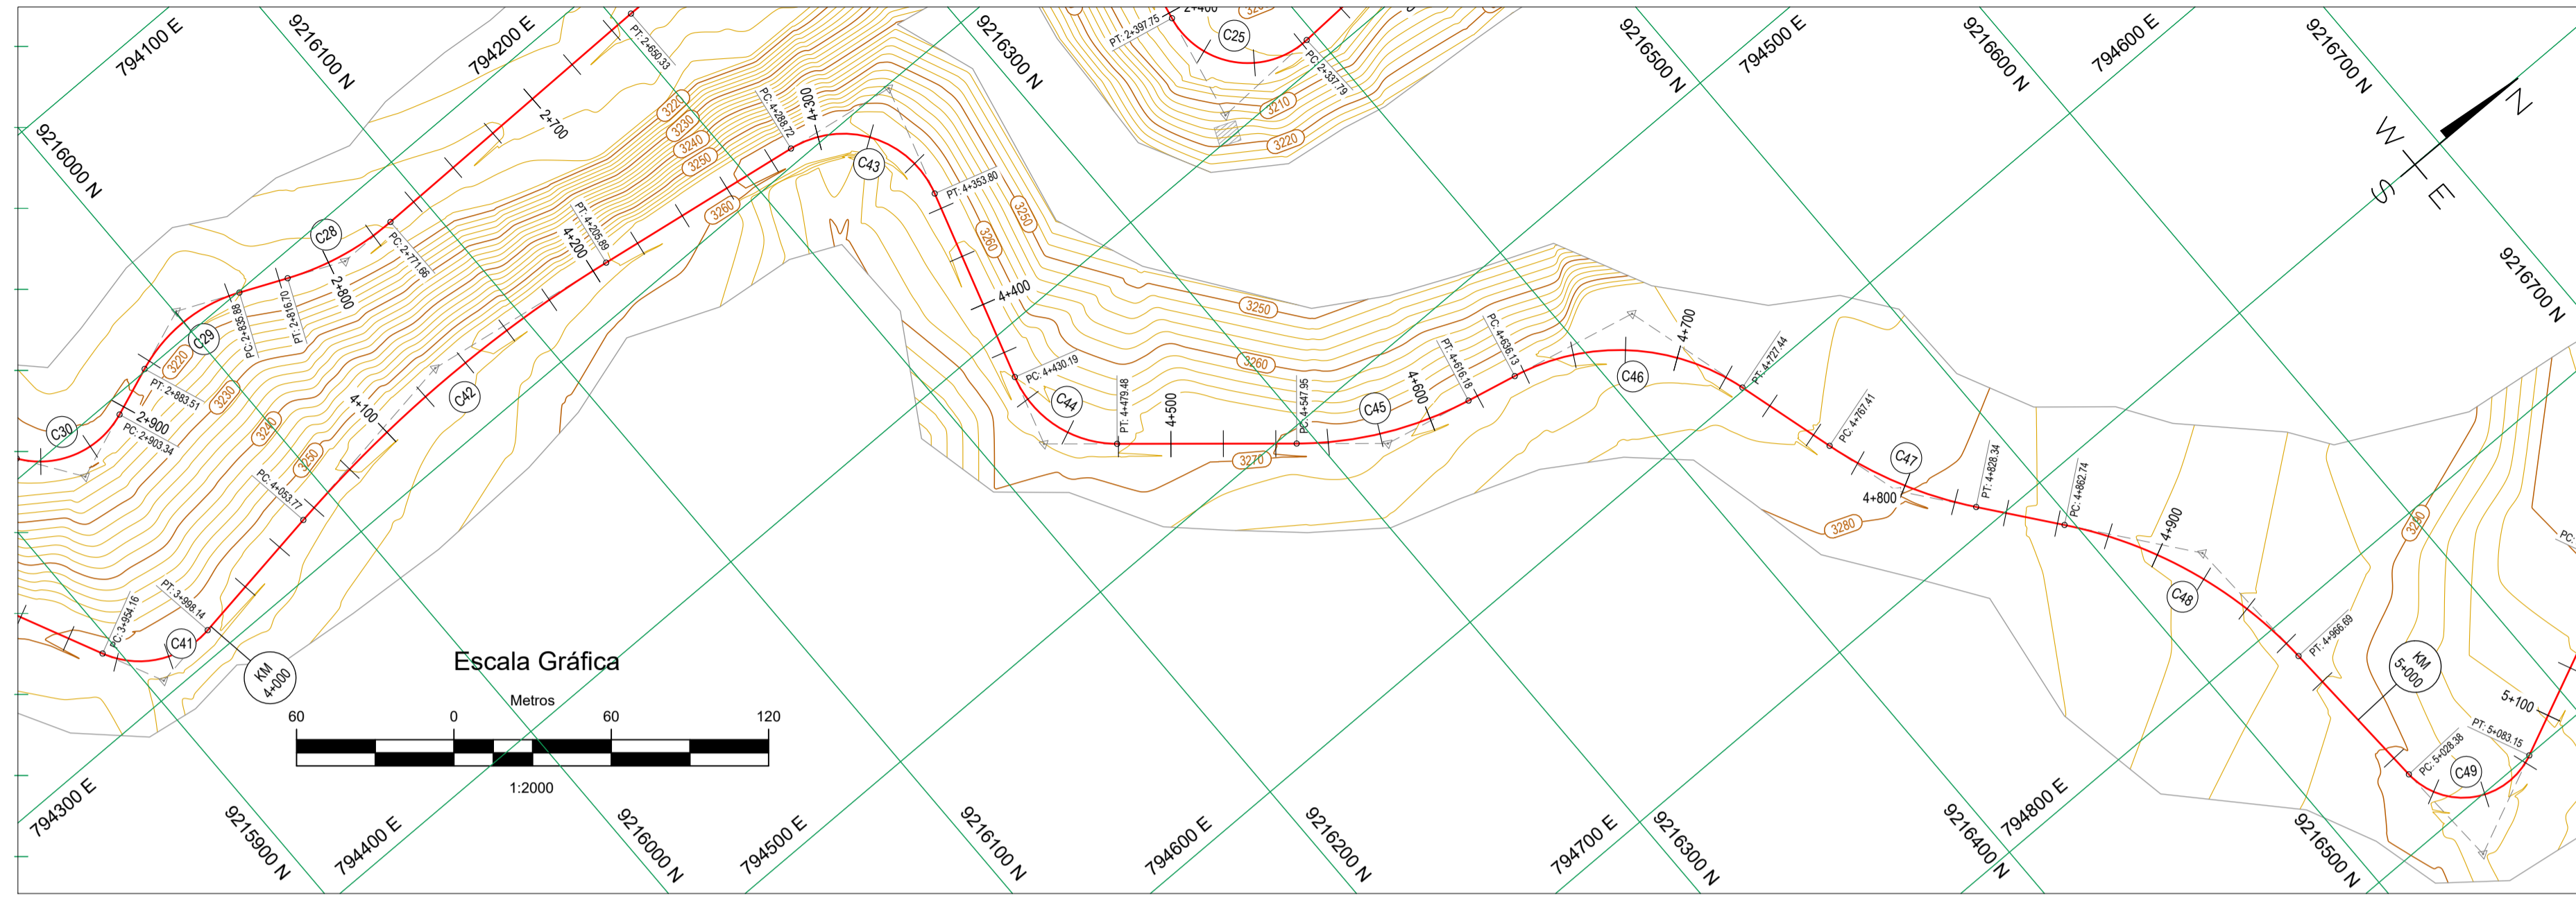 794100 E
9216100 N
794200 E
PT: 2+650.33
9216300 N
PT: 2+397.75
2+400
C25
PC: 2+337.79
9216500 N
794500 E
9216600 N
794600 E
9216700 N
N
W
S
E
9216000 N
2+700
3220
3230
3240
3250
PC: 4+288.72
4+300
C43
3210
3220
PT: 4+353.80
3250
3260
9216700 N
C28
PC: 2+771.66
2+800
PT: 2+816.70
PC: 2+835.88
C29
PT: 4+205.89
4+200
3260
4+400
3250
3260
PC: 4+430.19
C44
PT: 4+479.48
4+500
PC: 4+547.95
C45
4+600
PT: 4+616.18
PC: 4+636.13
C46
4+700
PT: 4+727.44
3220
PT: 2+883.51
2+900
PC: 2+903.34
C30
3230
3240
3250
4+100
C42
3270
PC: 4+767.41
C47
4+800
3280
PT: 4+828.34
PC: 4+862.74
4+900
C48
3290
PC:
PC: 4+053.77
PT: 3+998.14
PC: 3+954.16
C41
KM
4+000
PT: 4+966.69
KM
5+000
5+100
PT: 5+083.15
PC: 5+028.38
C49
Escala Gráfica
Metros
60 0 60 120
1:2000
794300 E
9215900 N
794400 E
9216000 N
794500 E
9216100 N
794600 E
9216200 N
794700 E
9216300 N
9216400 N
794800 E
9216500 N